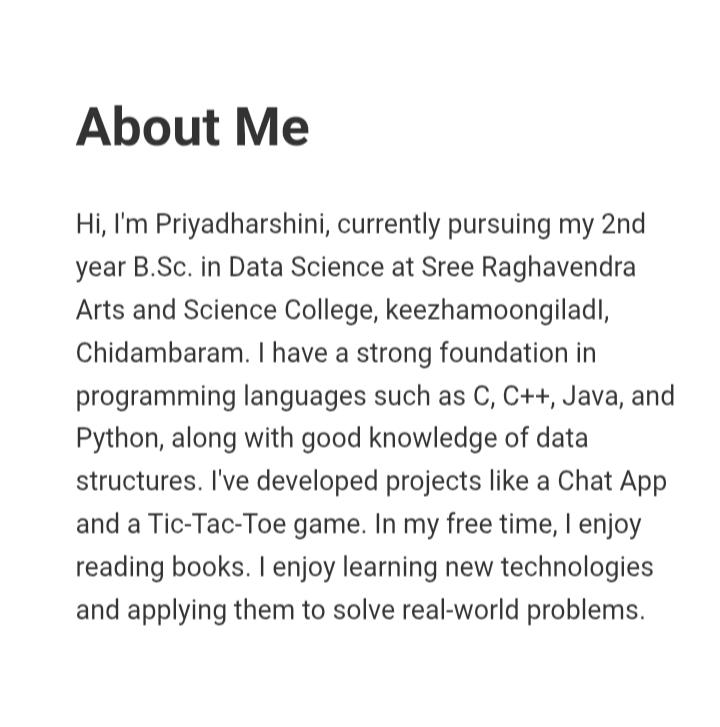 About Me
Hi, I'm Priyadharshini, currently pursuing my 2nd
year B.Sc. in Data Science at Sree Raghavendra
Arts and Science College, keezhamoongiladI,
Chidambaram. I have a strong foundation in
programming languages such as C, C++, Java, and
Python, along with good knowledge of data
structures. I've developed projects like a Chat App
and a Tic-Tac-Toe game. In my free time, I enjoy
reading books. I enjoy learning new technologies
and applying them to solve real-world problems.